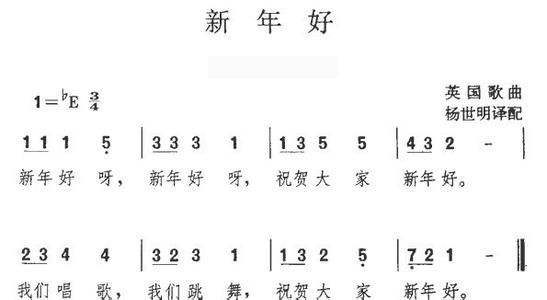 新年好
1=♭E 3/4
英国歌曲
杨世明译配
1 1 1 5̣ | 3 3 3 1 | 1 3 5 5 | 4 3 2 - |
新年好 呀，新年好 呀，祝贺大 家 新年好。
2 3 4 4 | 3 2 3 1 | 1 3 2 5̣ | 7̣ 2 1 - ‖
我们唱 歌，我们跳 舞，祝贺大 家 新年好。